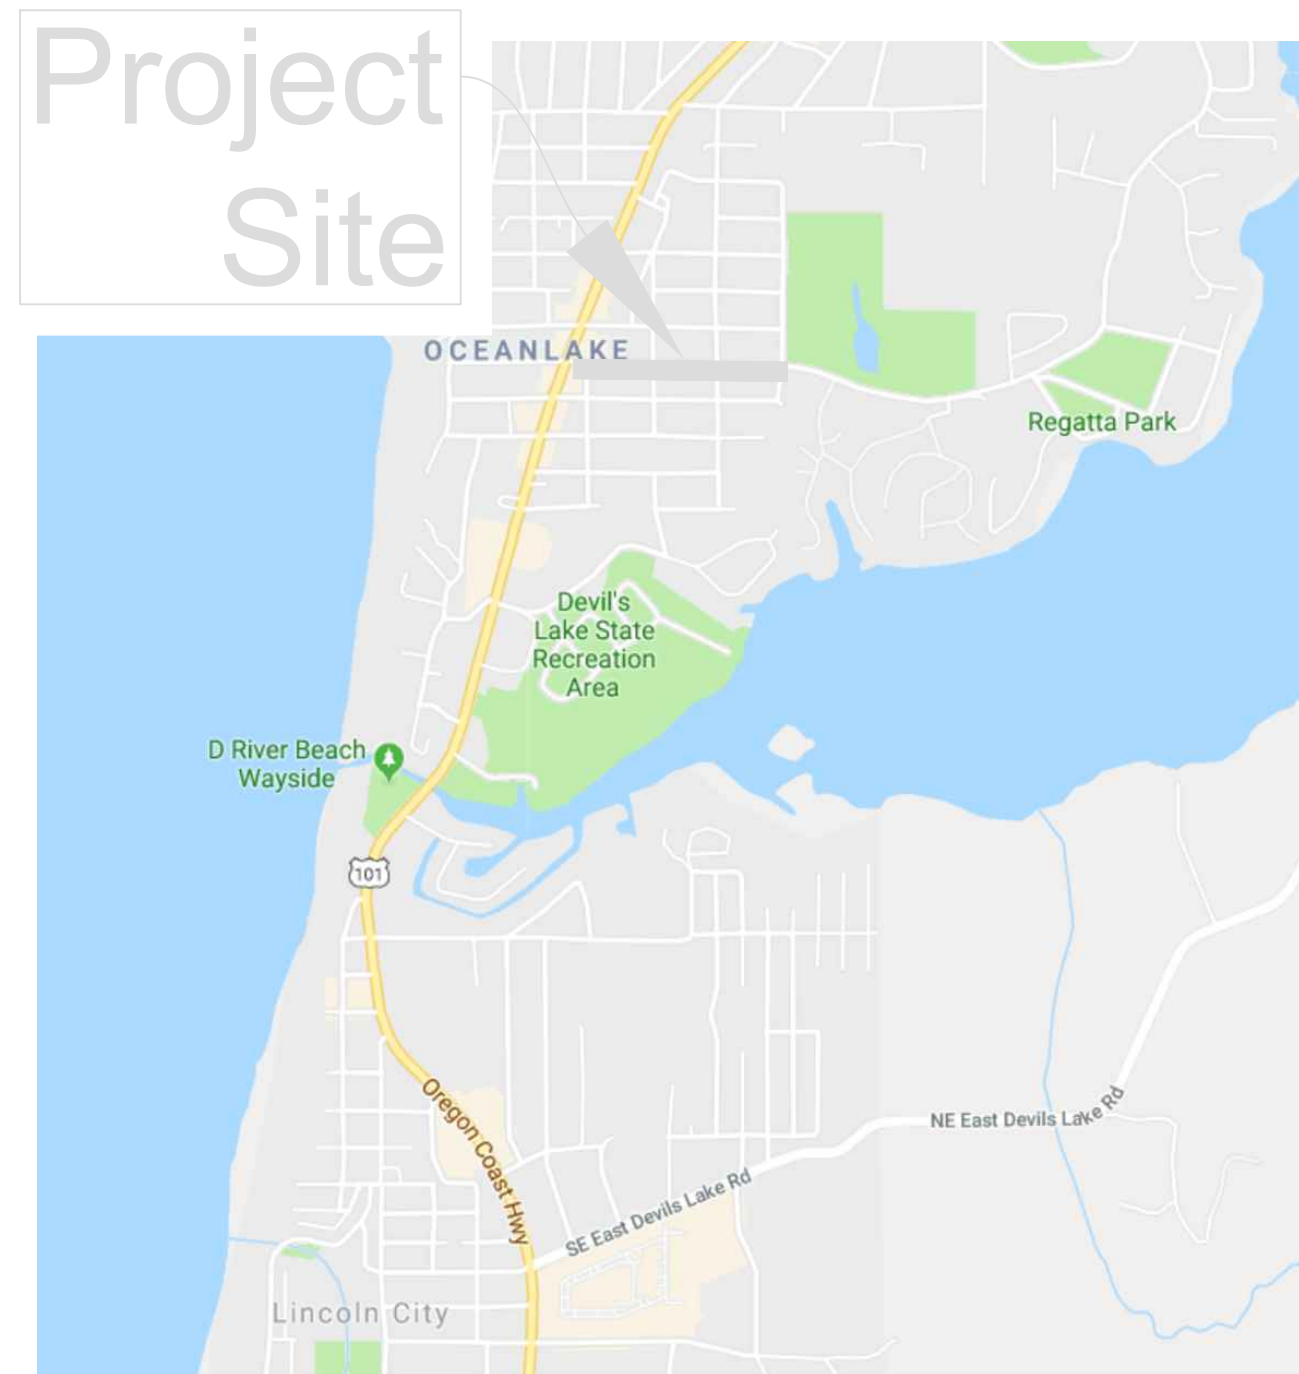 Project
Site
OCEANLAKE
Regatta Park
Devil's
Lake State
Recreation
Area
D River Beach
Wayside
101
Oregon Coast Hwy
NE East Devils Lake Rd
SE East Devils Lake Rd
Lincoln City